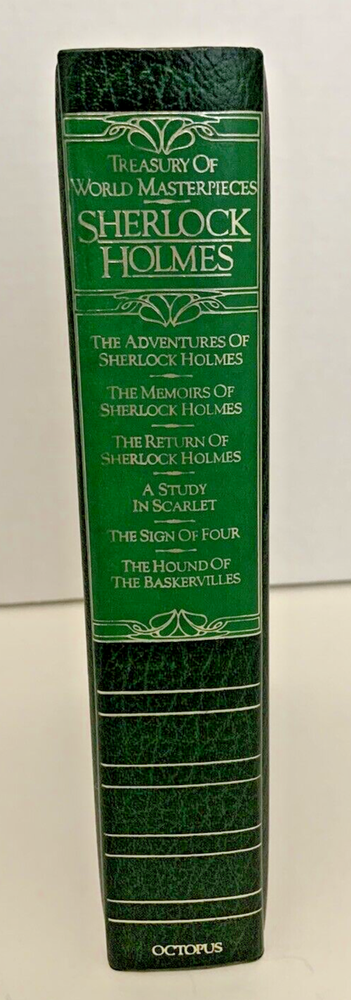 Treasury Of
World Masterpieces
Sherlock
Holmes
The Adventures Of
Sherlock Holmes
The Memoirs Of
Sherlock Holmes
The Return Of
Sherlock Holmes
A Study
In Scarlet
The Sign Of Four
The Hound Of
The Baskervilles
OCTOPUS